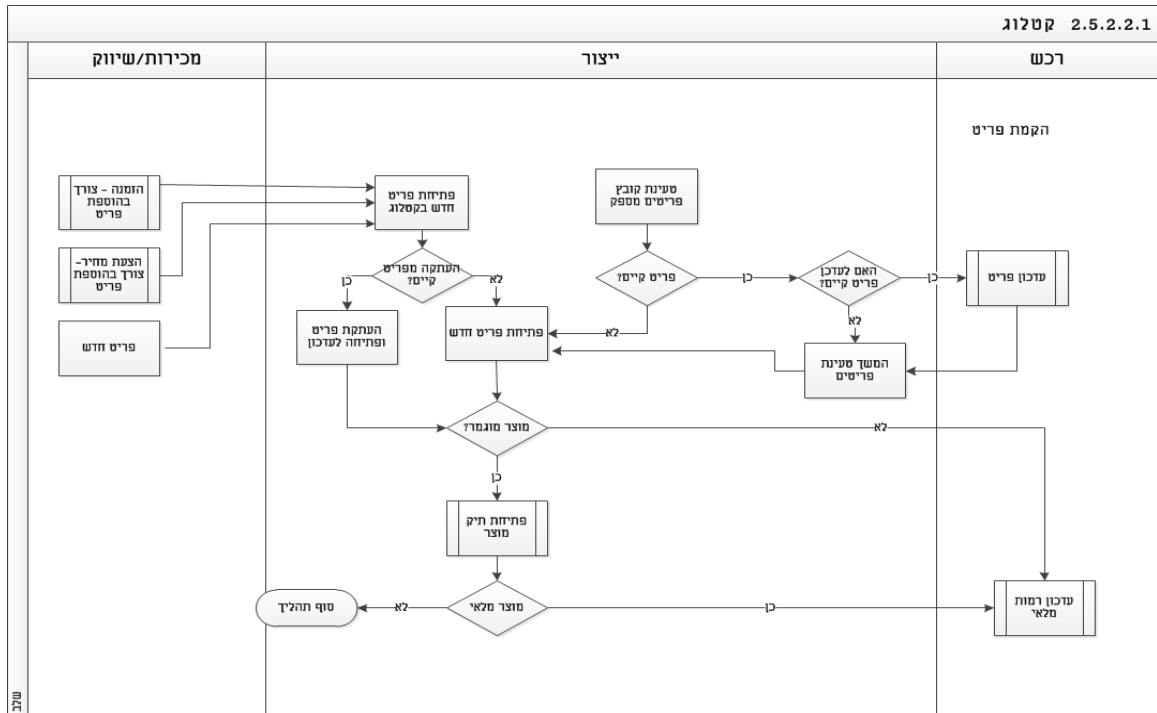 2.5.2.2.1 קטלוג
רכש
ייצור
מכירות/שיווק
הקמת פריט
טעינת קובץ
פריטים מספק
פתיחת פריט
חדש בקטלוג
הזמנה - צורך
בהוספת
פריט
הצעת מחיר-
צורך בהוספת
פריט
פריט חדש
עדכון פריט
כן
האם לעדכן
פריט קיים?
כן
פריט קיים?
העתקה מפריט
קיים?
לא
כן
לא
לא
המשך טעינת
פריטים
פתיחת פריט חדש
העתקת פריט
ופתיחה לעדכון
מוצר מוגמר?
לא
כן
פתיחת תיק
מוצר
עדכון רמות
מלאי
כן
מוצר מלאי
לא
סוף תהליך
שלב